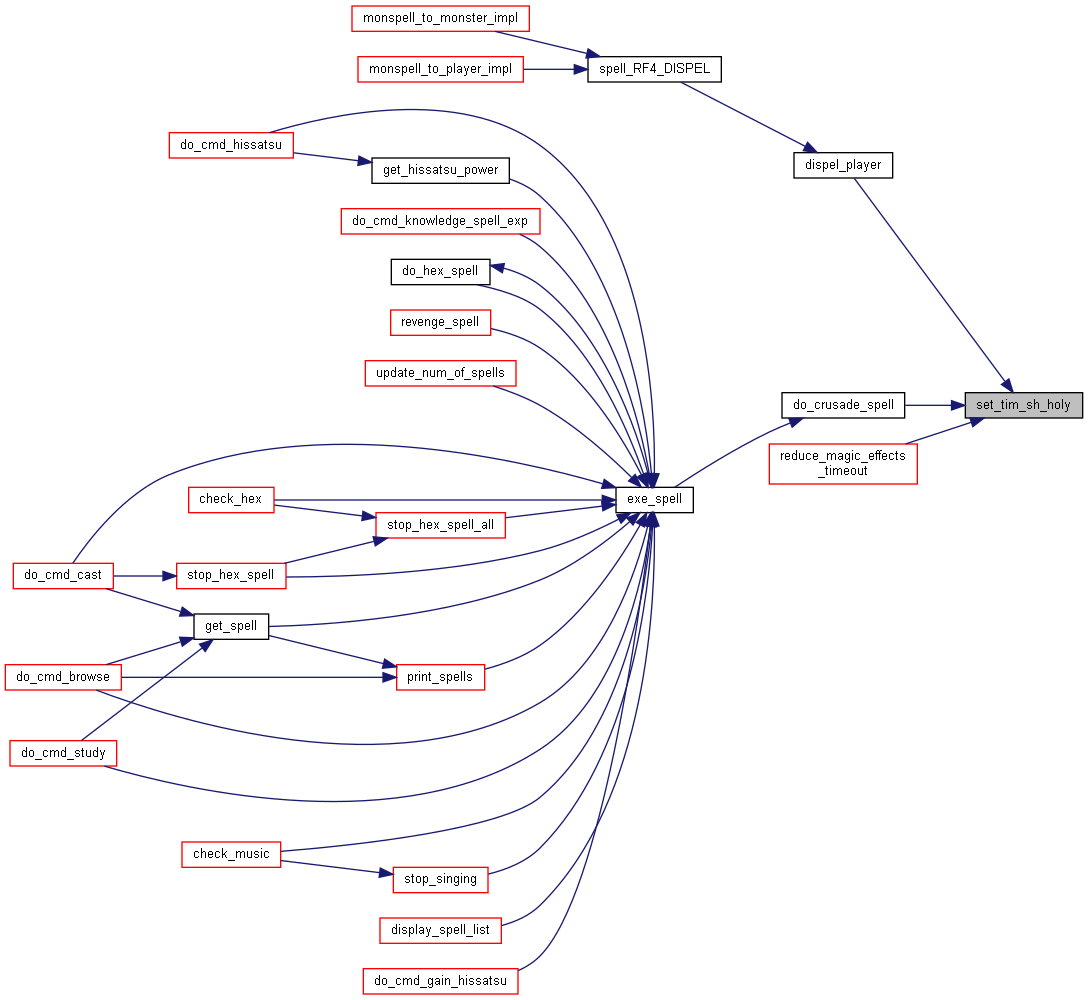 monspell_to_monster_impl
monspell_to_player_impl
spell_RF4_DISPEL
do_cmd_hissatsu
get_hissatsu_power
dispel_player
do_cmd_knowledge_spell_exp
do_hex_spell
revenge_spell
update_num_of_spells
do_crusade_spell
set_tim_sh_holy
reduce_magic_effects
_timeout
check_hex
exe_spell
stop_hex_spell_all
do_cmd_cast
stop_hex_spell
get_spell
do_cmd_browse
print_spells
do_cmd_study
check_music
stop_singing
display_spell_list
do_cmd_gain_hissatsu